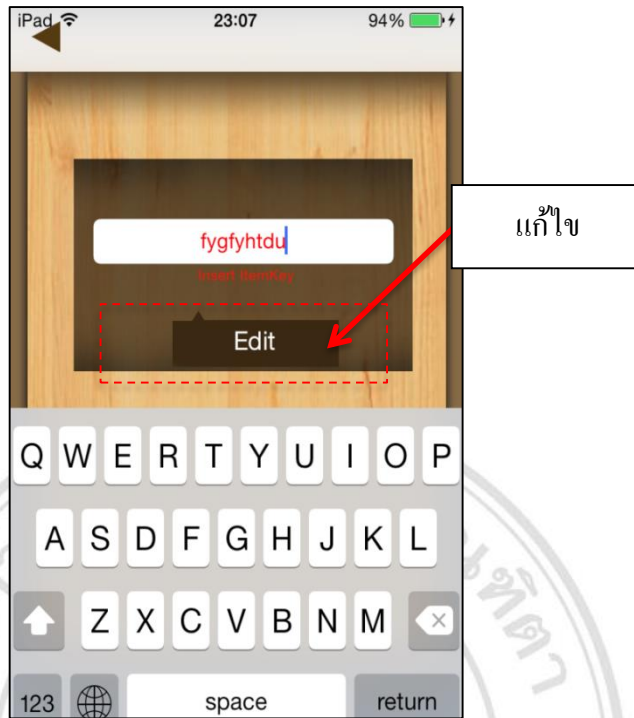 iPad 23:07 94%
แก้ไข
fygfyhtdu
Insert ItemKey
Edit
Q W E R T Y U I O P
A S D F G H J K L
Z X C V B N M
123 space return